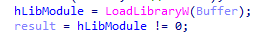 hLibModule = LoadLibraryW(Buffer);
result = hLibModule != 0;